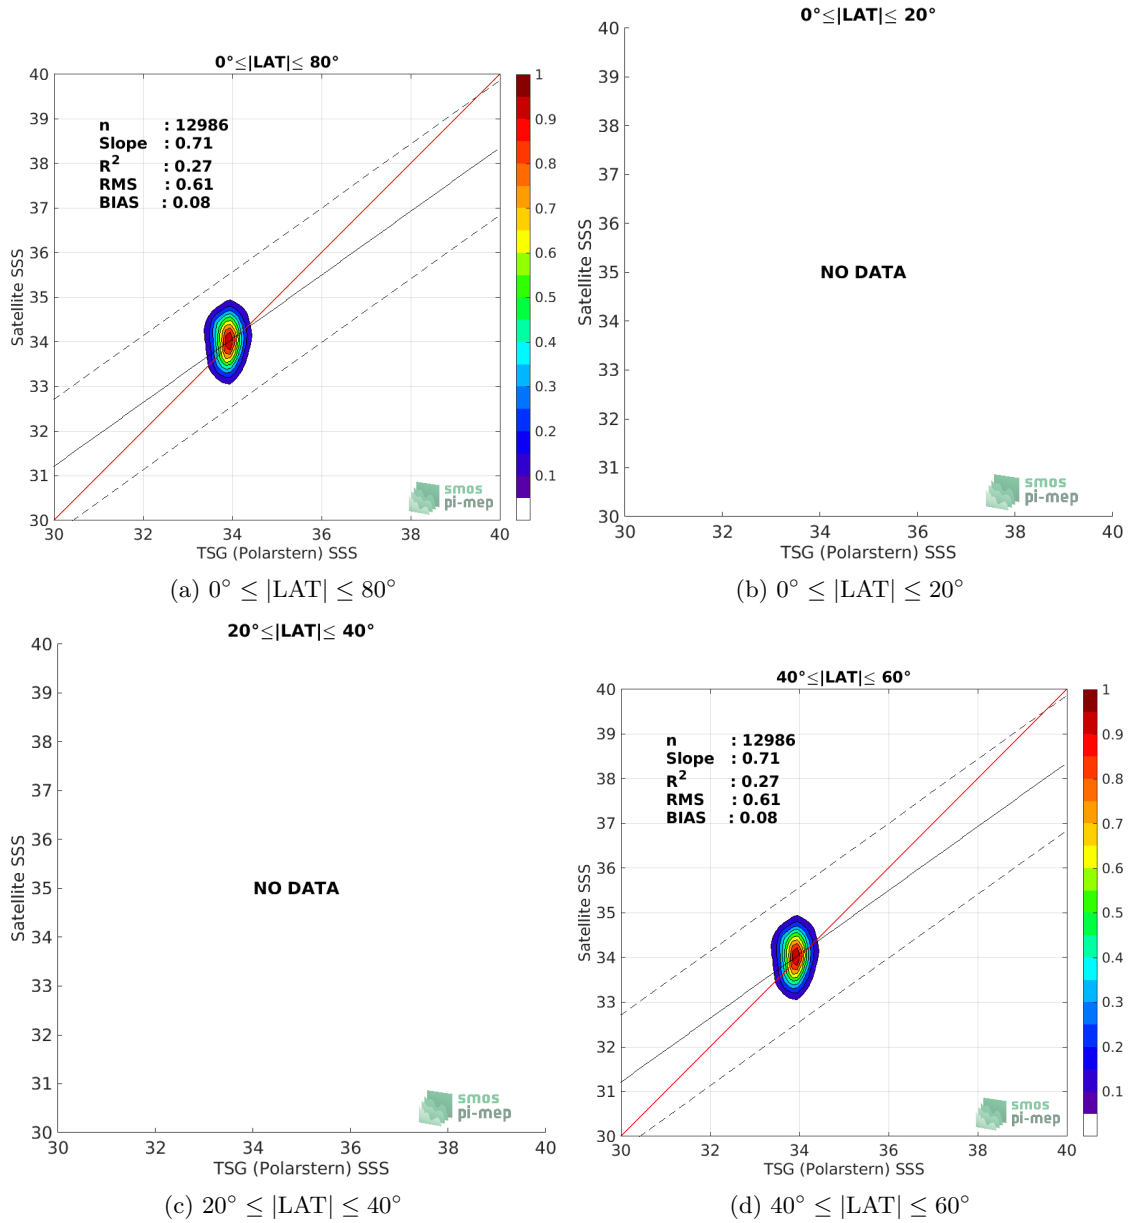 0°≤|LAT|≤ 80°
n : 12986
Slope : 0.71
R2 : 0.27
RMS : 0.61
BIAS : 0.08
Satellite SSS
40
39
38
37
36
35
34
33
32
31
30
30 32 34 36 38 40
TSG (Polarstern) SSS
1
0.9
0.8
0.7
0.6
0.5
0.4
0.3
0.2
0.1
smos
pi-mep
(a) 0° ≤ |LAT| ≤ 80°
0°≤|LAT|≤ 20°
Satellite SSS
40
39
38
37
36
35
34
33
32
31
30
NO DATA
smos
pi-mep
30 32 34 36 38 40
TSG (Polarstern) SSS
(b) 0° ≤ |LAT| ≤ 20°
20°≤|LAT|≤ 40°
Satellite SSS
40
39
38
37
36
35
34
33
32
31
30
NO DATA
smos
pi-mep
30 32 34 36 38 40
TSG (Polarstern) SSS
(c) 20° ≤ |LAT| ≤ 40°
40°≤|LAT|≤ 60°
n : 12986
Slope : 0.71
R2 : 0.27
RMS : 0.61
BIAS : 0.08
Satellite SSS
40
39
38
37
36
35
34
33
32
31
30
30 32 34 36 38 40
TSG (Polarstern) SSS
1
0.9
0.8
0.7
0.6
0.5
0.4
0.3
0.2
0.1
smos
pi-mep
(d) 40° ≤ |LAT| ≤ 60°